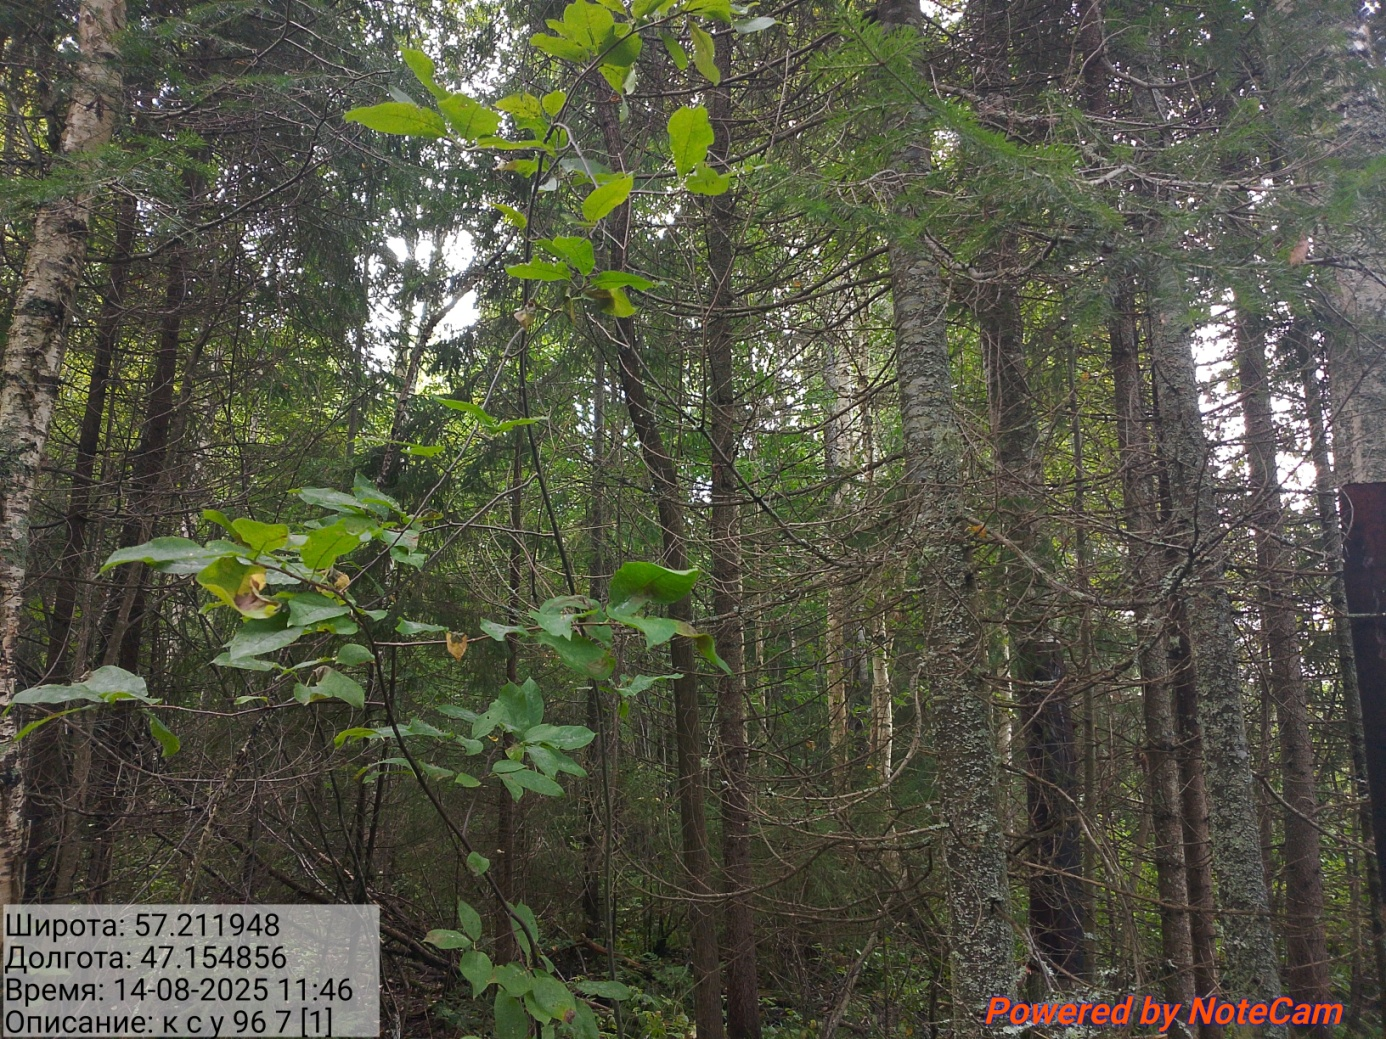 Широта: 57.211948
Долгота: 47.154856
Время: 14-08-2025 11:46
Описание: к с у 96 7 [1]
Powered by NoteCam